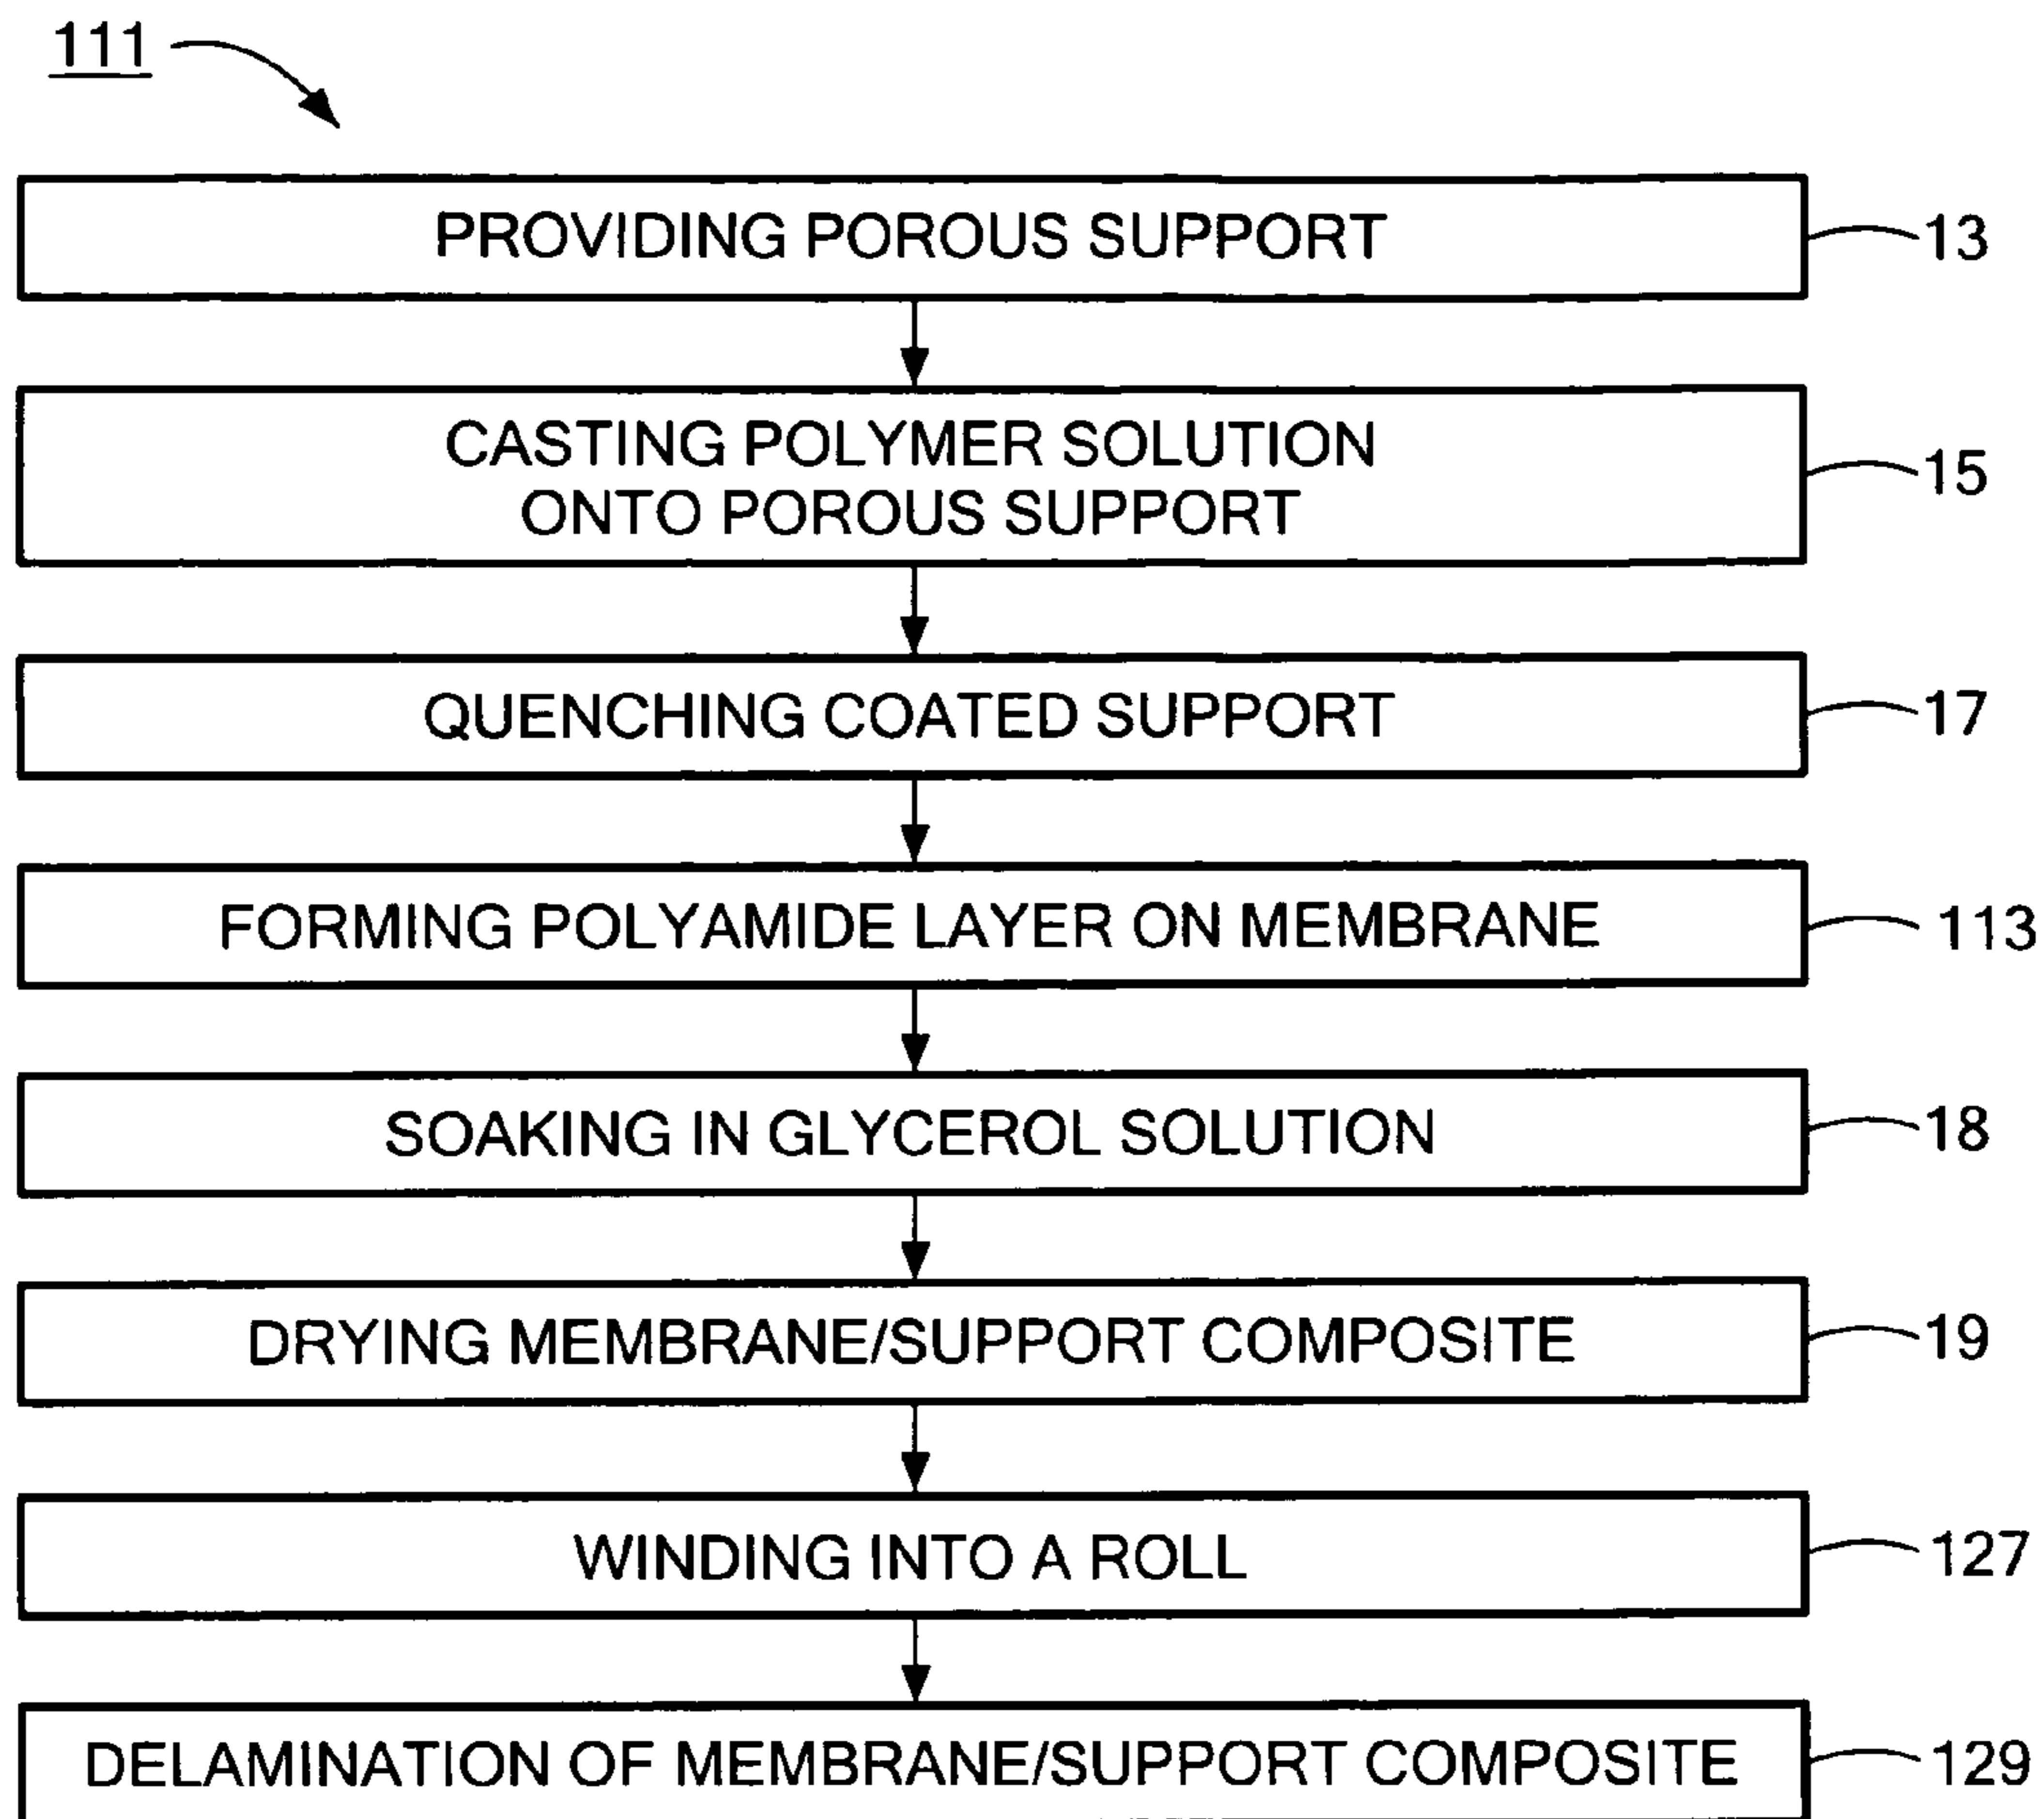 111
PROVIDING POROUS SUPPORT
13
CASTING POLYMER SOLUTION
ONTO POROUS SUPPORT
15
QUENCHING COATED SUPPORT
17
FORMING POLYAMIDE LAYER ON MEMBRANE
113
SOAKING IN GLYCEROL SOLUTION
18
DRYING MEMBRANE/SUPPORT COMPOSITE
19
WINDING INTO A ROLL
127
DELAMINATION OF MEMBRANE/SUPPORT COMPOSITE
129